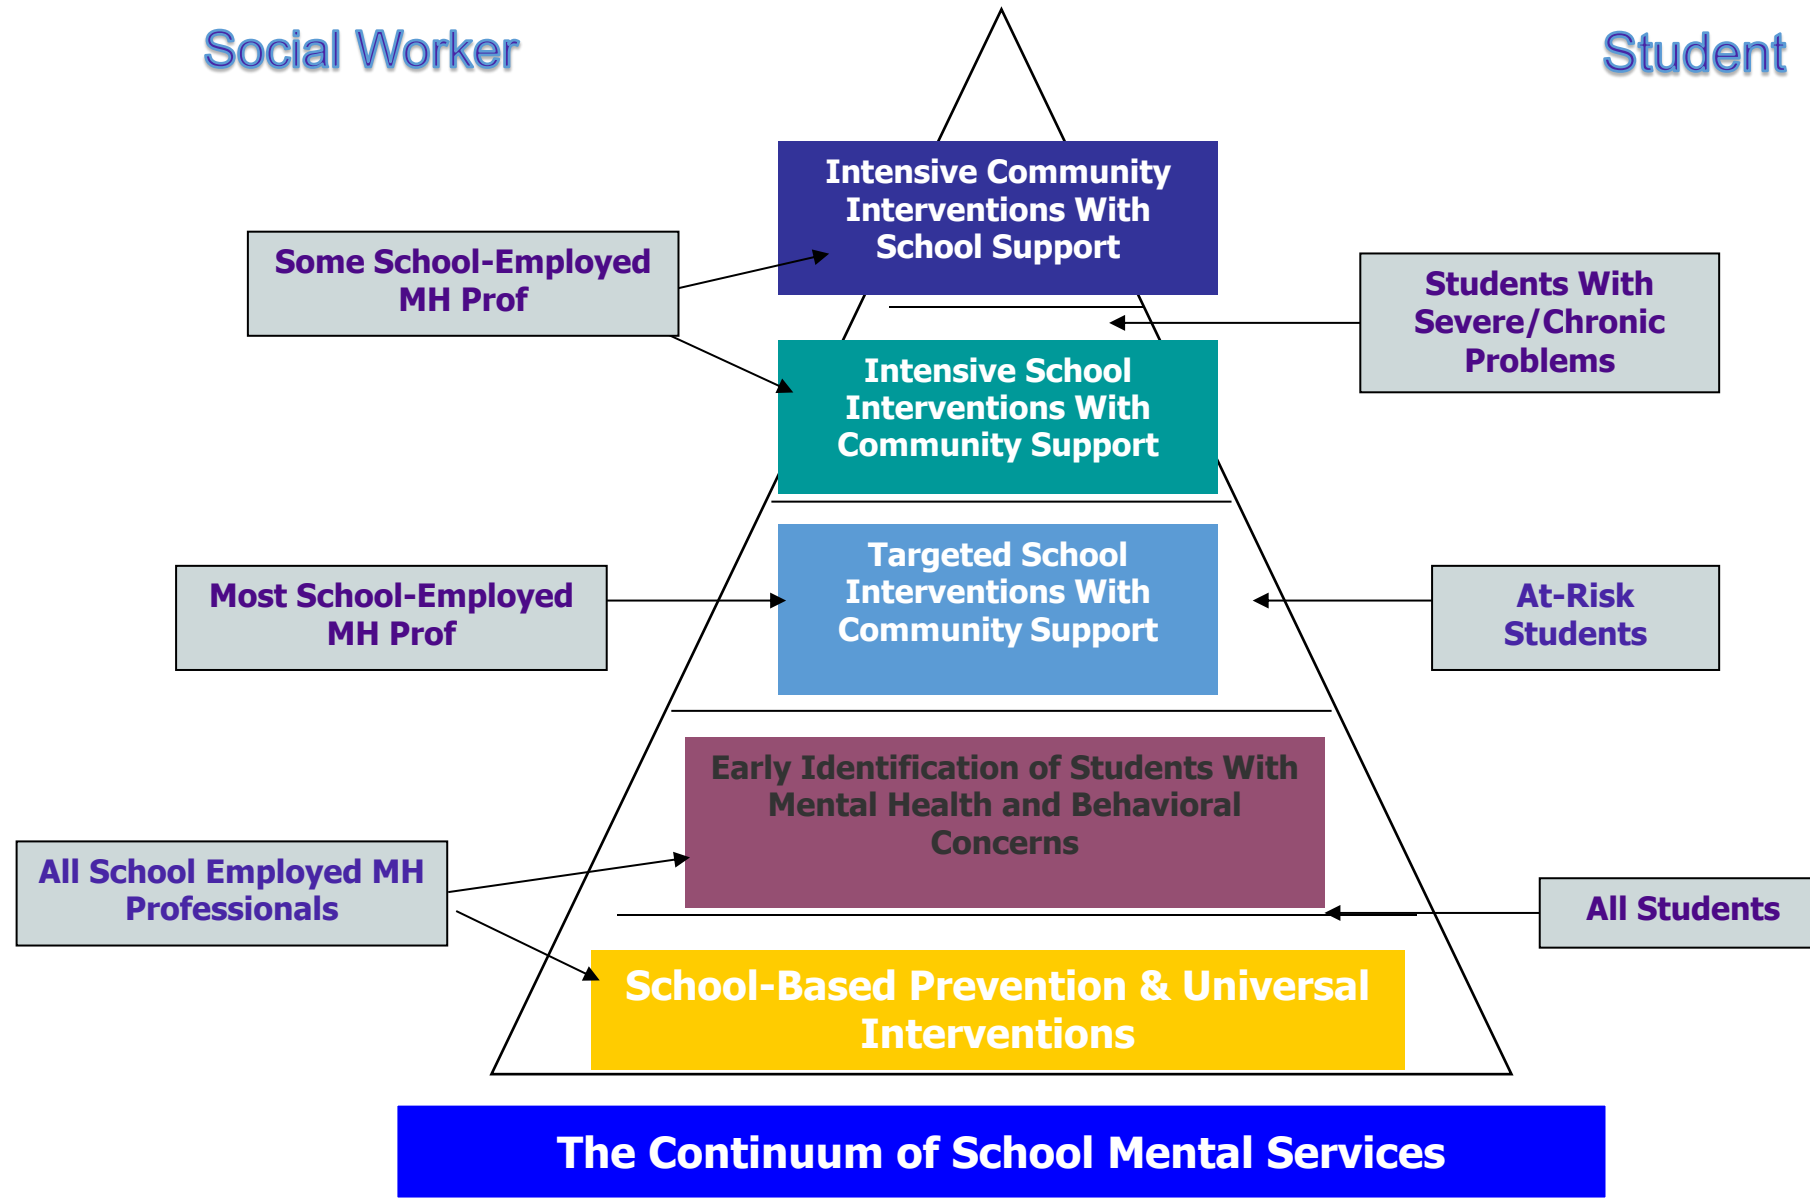 Social Worker
Student
Intensive Community
Interventions With
School Support
Some School-Employed
MH Prof
Students With
Severe/Chronic
Problems
Intensive School
Interventions With
Community Support
Targeted School
Interventions With
Community Support
Most School-Employed
MH Prof
At-Risk
Students
Early Identification of Students With
Mental Health and Behavioral
Concerns
All School Employed MH
Professionals
All Students
School-Based Prevention & Universal
Interventions
The Continuum of School Mental Services